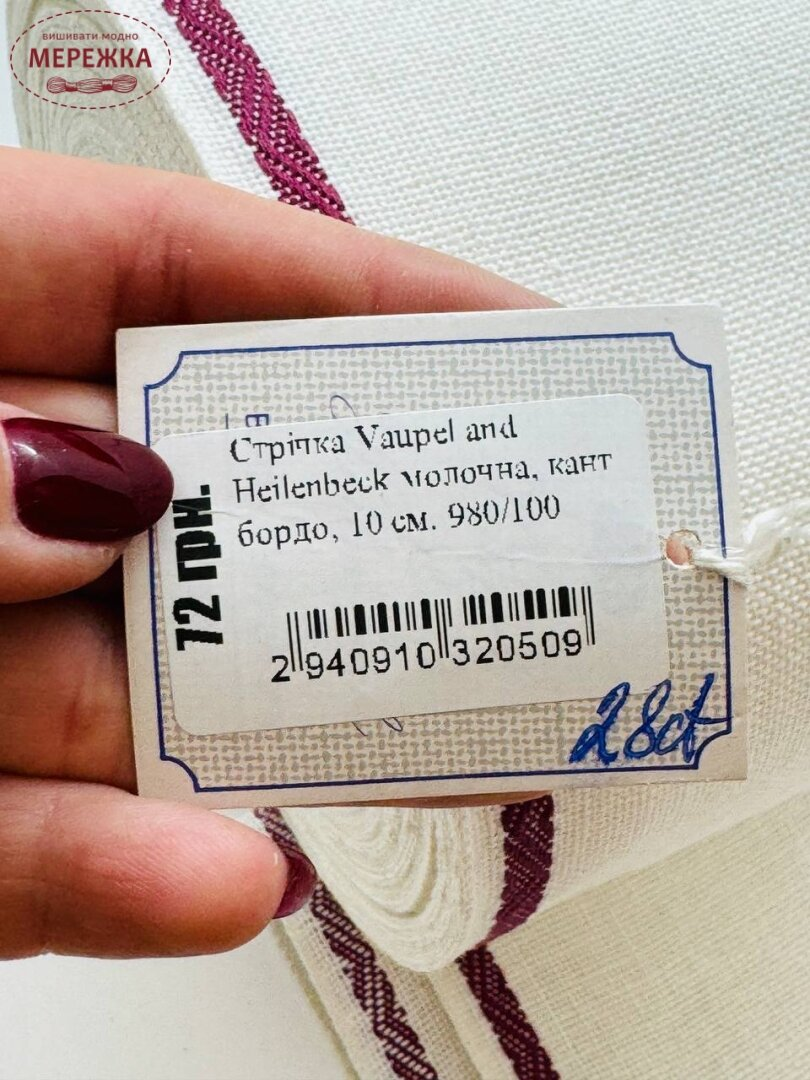 вишивати модно
МЕРЕЖКА
Стрічка Vaupel and
Heilenbeck молочна, кант
бордо, 10 см. 980/100
72 грн.
2 940910 320509
28ct